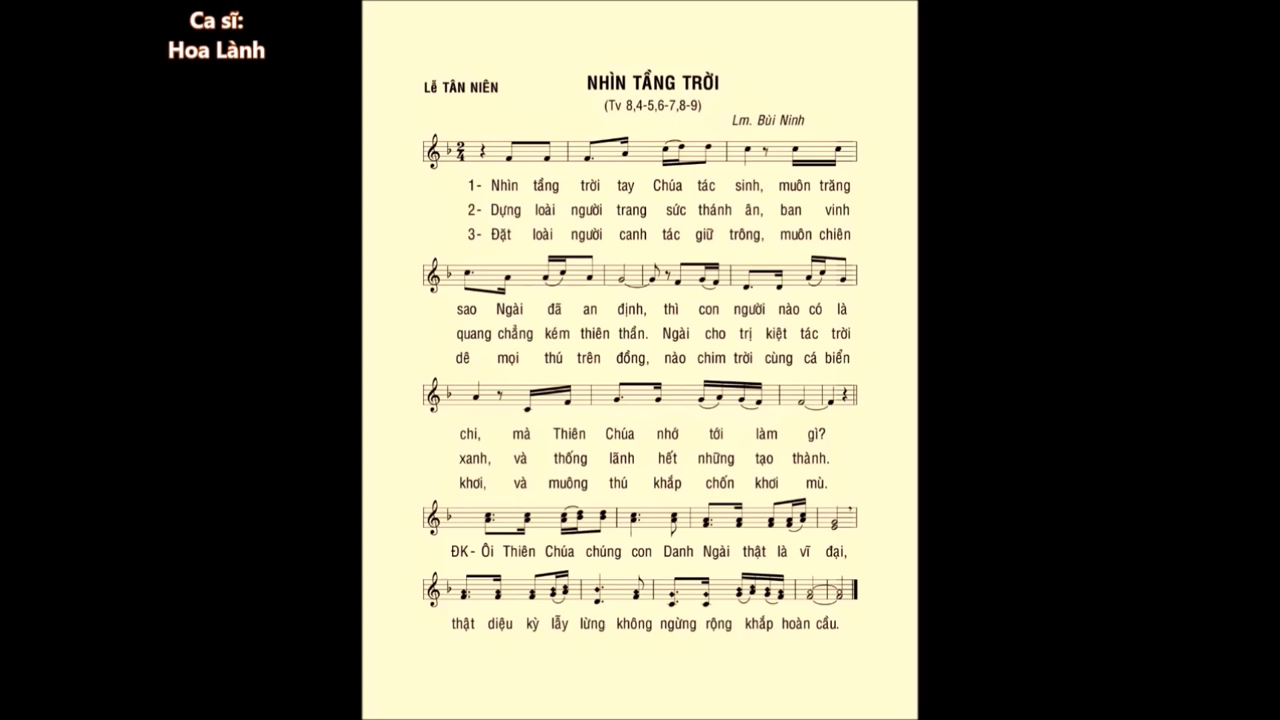 Ca sĩ:
Hoa Lành
LỄ TÂN NIÊN
NHÌN TẦNG TRỜI
(Tv 8,4-5,6-7,8-9)
Lm. Bùi Ninh
2
4
1- Nhìn tầng trời tay Chúa tác sinh, muôn trăng
2- Dựng loài người trang sức thánh ân, ban vinh
3- Đặt loài người canh tác giữ trông, muôn chiên
sao Ngài đã an định, thì con người nào có là
quang chẳng kém thiên thần. Ngài cho trị kiệt tác trời
dê mọi thú trên đồng, nào chim trời cùng cá biển
chi, mà Thiên Chúa nhớ tới làm gì?
xanh, và thống lãnh hết những tạo thành.
khơi, và muông thú khắp chốn khơi mù.
ĐK- Ôi Thiên Chúa chúng con Danh Ngài thật là vĩ đại,
thật diệu kỳ lẫy lừng không ngừng rộng khắp hoàn cầu.